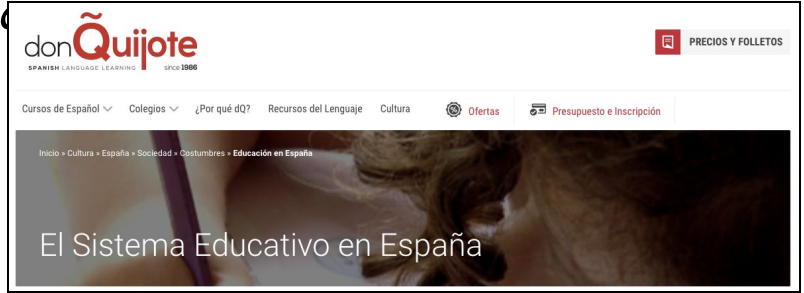 donQuijote
SPANISH LANGUAGE LEARNING since 1986
PRECIOS Y FOLLETOS
Cursos de Español Colegios ¿Por qué dQ? Recursos del Lenguaje Cultura Ofertas Presupuesto e Inscripción
Inicio » Cultura » España » Sociedad » Costumbres » Educación en España
El Sistema Educativo en España